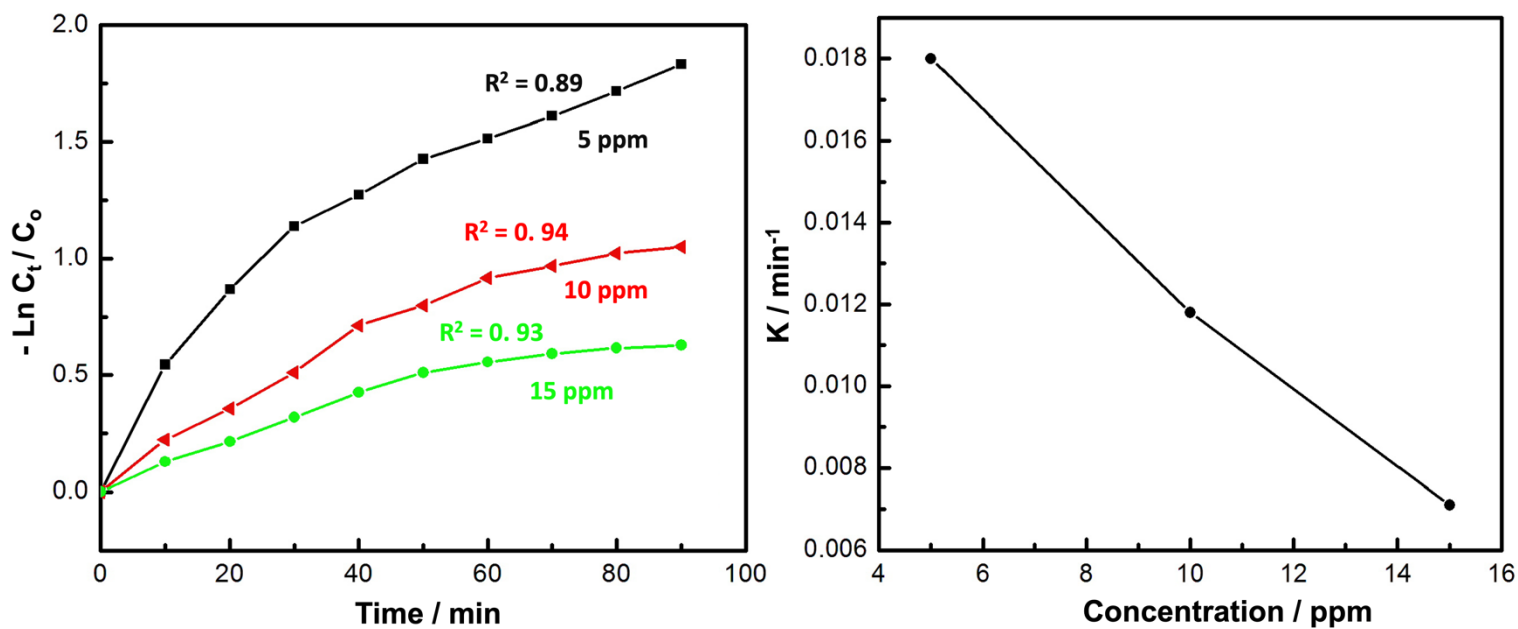 2.0
1.5
1.0
0.5
0.0
- Ln Cₜ / Cₒ
R² = 0.89
5 ppm
R² = 0. 94
10 ppm
R² = 0. 93
15 ppm
0 20 40 60 80 100
Time / min
0.018
0.016
0.014
0.012
0.010
0.008
0.006
K / min⁻¹
4 6 8 10 12 14 16
Concentration / ppm